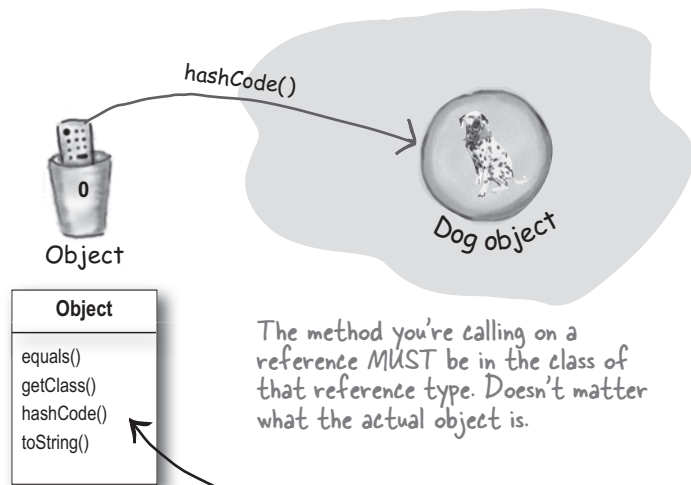 hashCode()
o
Object
Dog object
Object
equals()
getClass()
hashCode()
toString()
The method you're calling on a
reference MUST be in the class of
that reference type. Doesn't matter
what the actual object is.